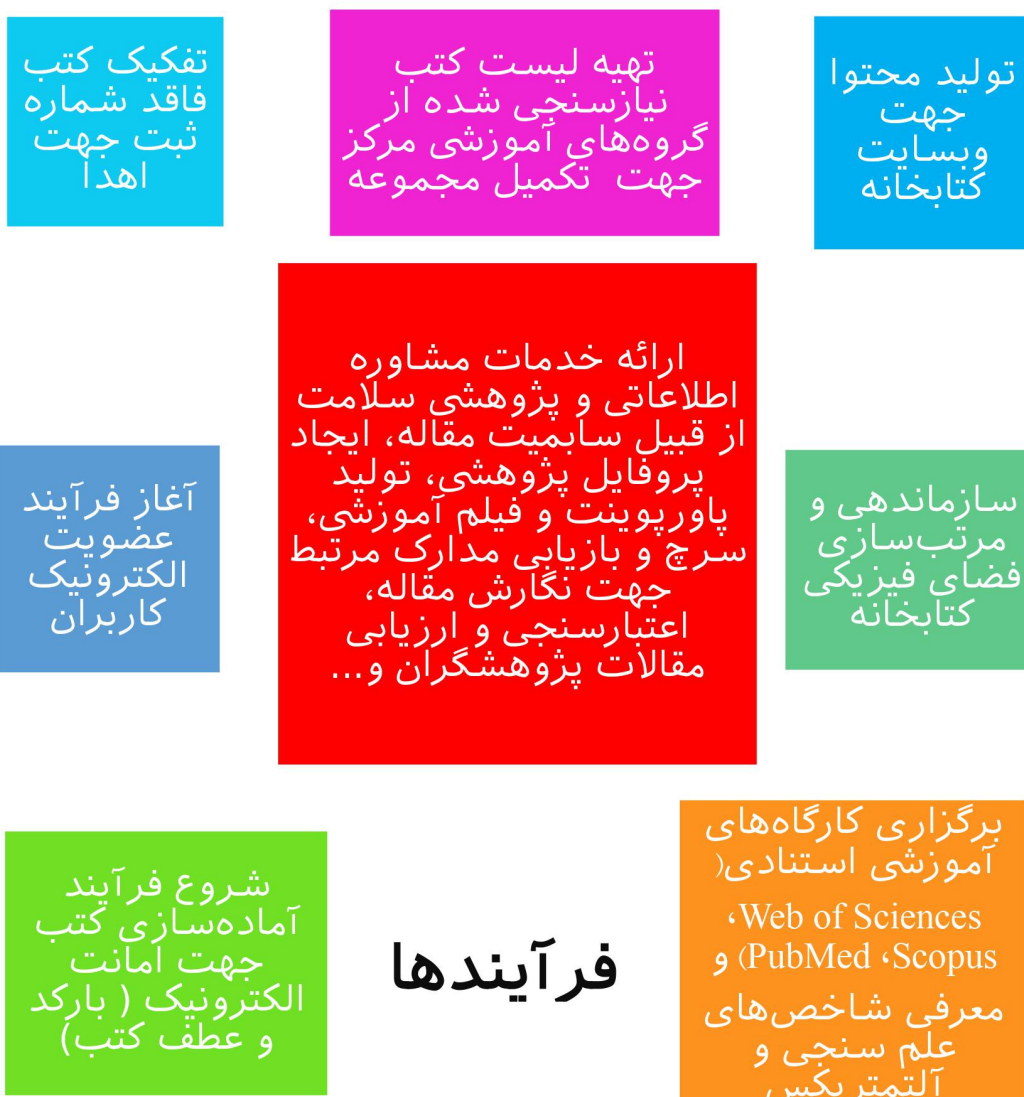 تولید محتوا
جهت
وبسایت
کتابخانه
تهیه لیست کتب
نیازسنجی شده از
گروه‌های آموزشی مرکز
جهت تکمیل مجموعه
تفکیک کتب
فاقد شماره
ثبت جهت
اهدا
ارائه خدمات مشاوره
اطلاعاتی و پژوهشی سلامت
از قبیل سابمیت مقاله، ایجاد
پروفایل پژوهشی، تولید
پاورپوینت و فیلم آموزشی،
سرچ و بازیابی مدارک مرتبط
جهت نگارش مقاله،
اعتبارسنجی و ارزیابی
مقالات پژوهشگران و...
سازماندهی و
مرتب‌سازی
فضای فیزیکی
کتابخانه
آغاز فرآیند
عضویت
الکترونیک
کاربران
برگزاری کارگاه‌های
آموزشی استنادی(
Web of Sciences،
PubMed ،Scopus) و
معرفی شاخص‌های
علم سنجی و
آلتمتریکس
فرآیندها
شروع فرآیند
آماده‌سازی کتب
جهت امانت
الکترونیک ( بارکد
و عطف کتب)